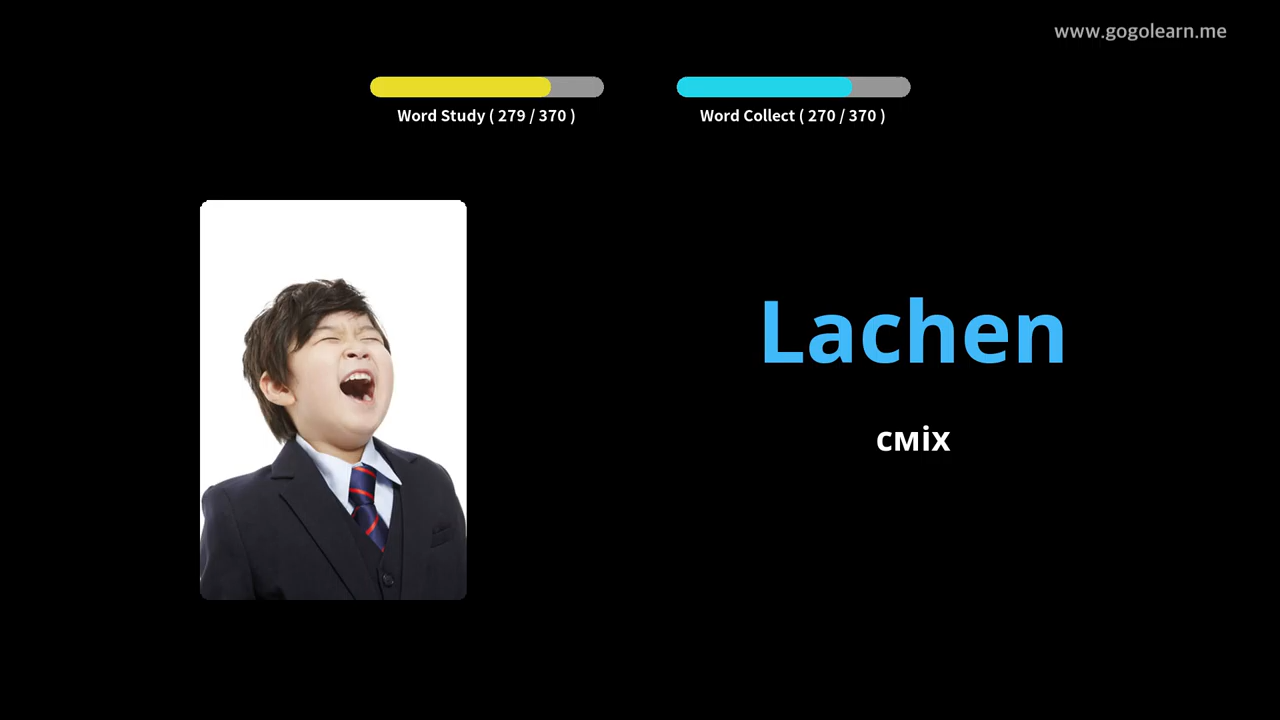 www.gogolearn.me
Word Study ( 279 / 370 )
Word Collect ( 270 / 370 )
Lachen
сміх